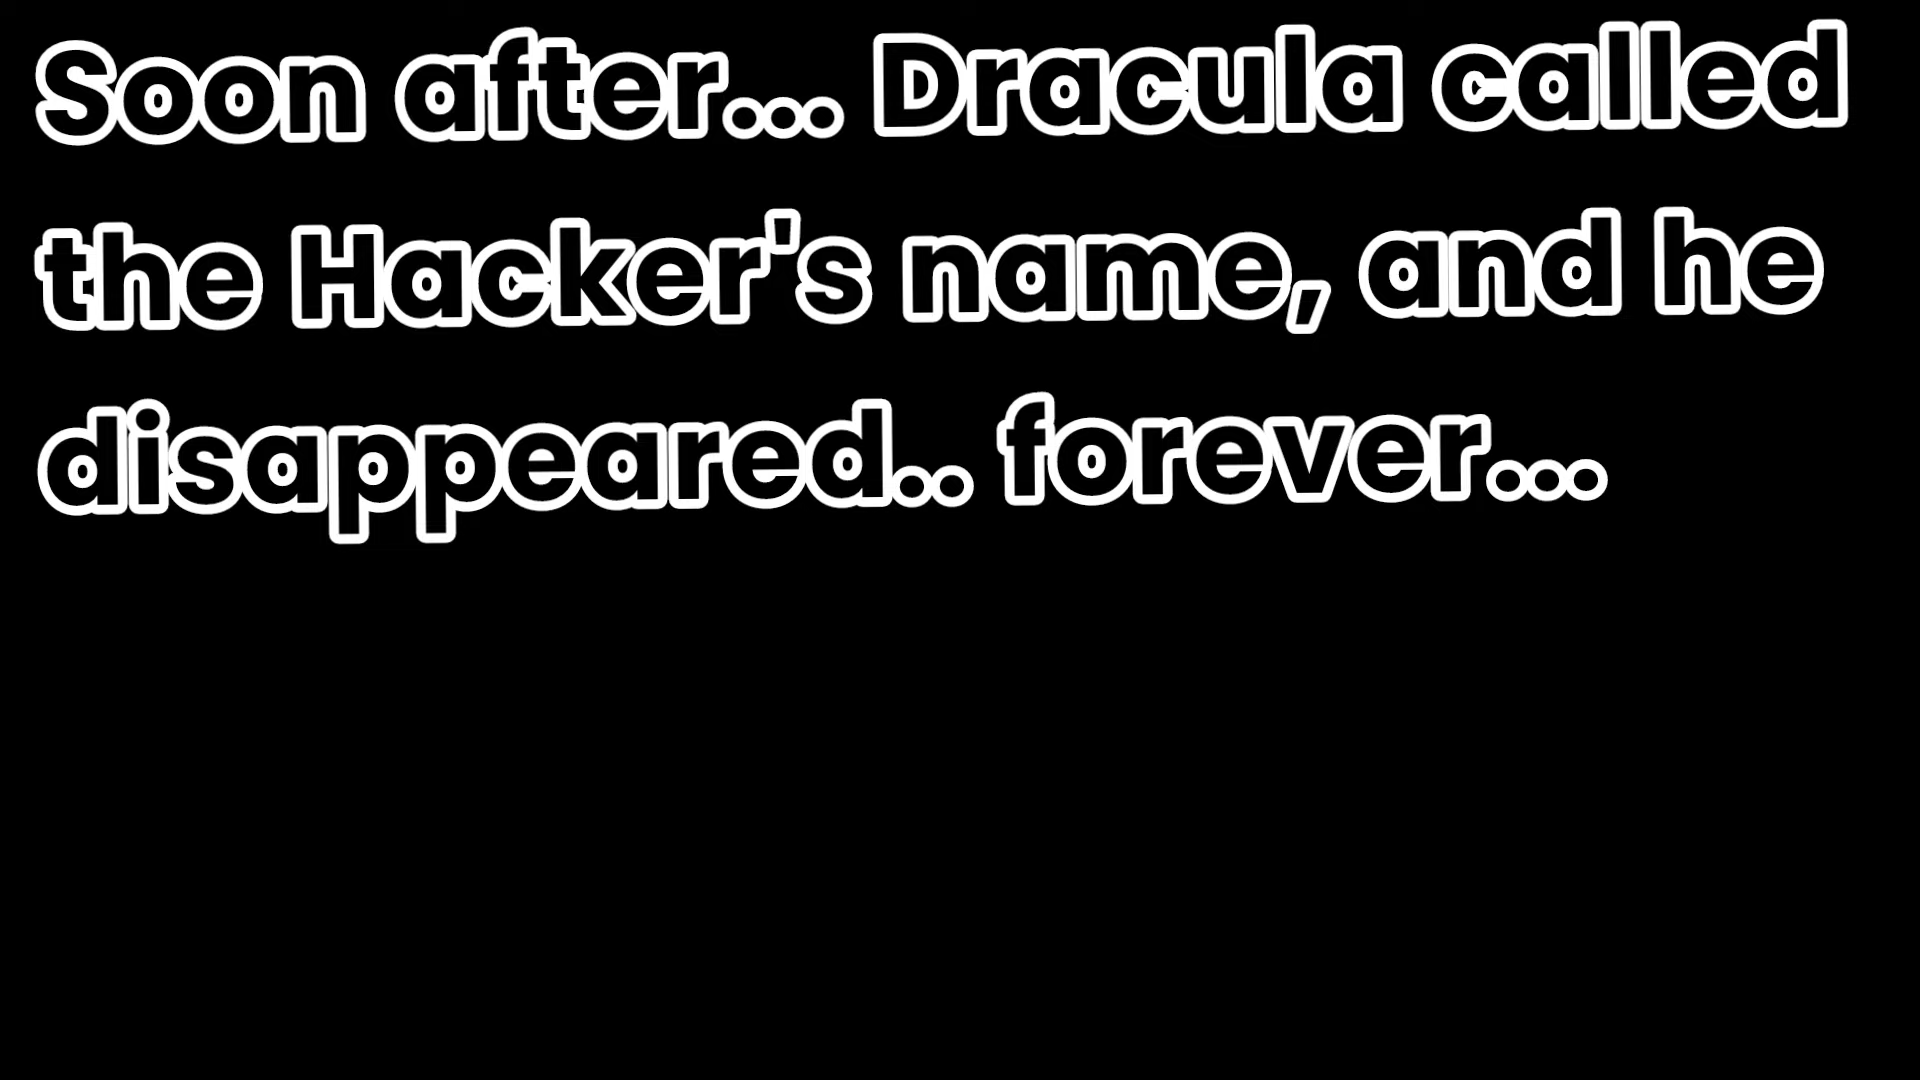 Soon after... Dracula called
the Hacker's name, and he
disappeared.. forever...